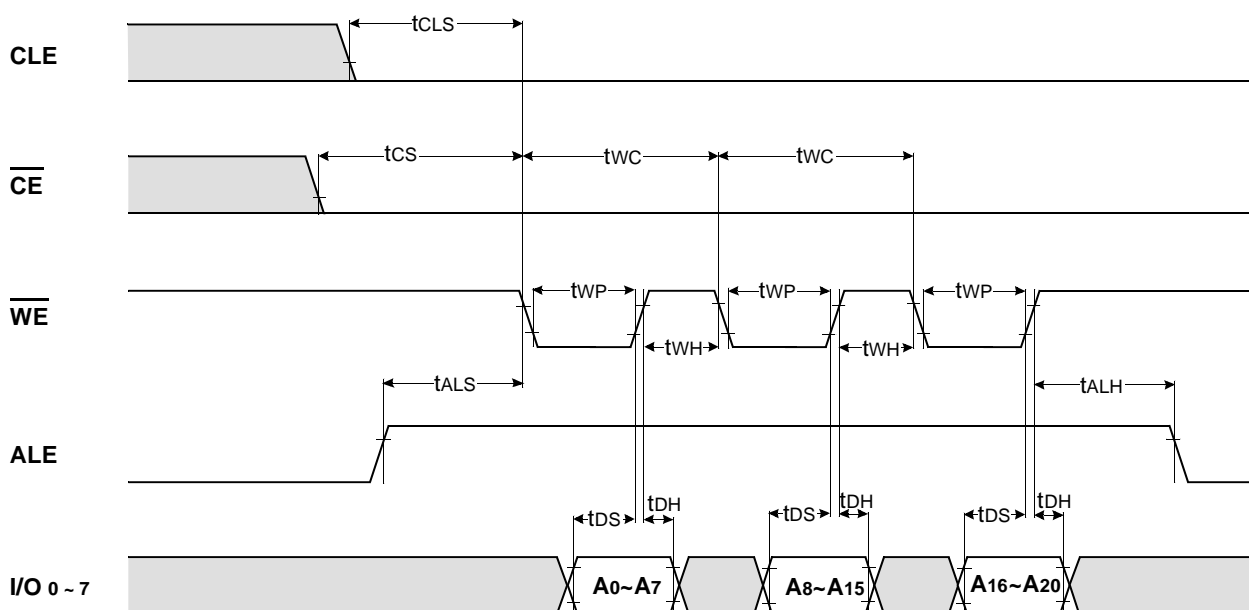 CLE
tCLS
CE
tCS
tWC
tWC
WE
tWP
tWP
tWP
tWH
tWH
tALS
tALH
ALE
tDS
tDH
tDS
tDH
tDS
tDH
I/O 0 ~ 7
A0~A7
A8~A15
A16~A20